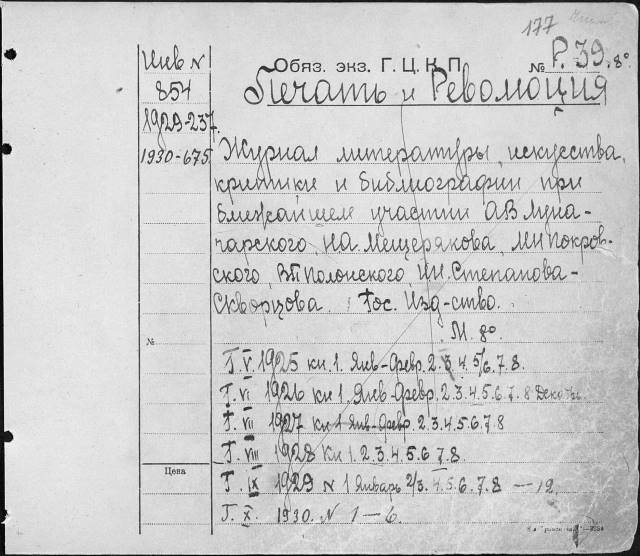 177
Обяз. экз. Г. Ц. К. П. № Р. 39. 8°
Печать и Революция
Инв N
854
1929-237.
1930-675
Журнал литературы, искусства,
критики и библиографии при
ближайшем участии А.В Луна-
чарского, Н.А. Мещерякова, М.Н Покров-
ского, В.П Полонского, И.И. Степанова-
Скворцова. Гос. Изд-ство.
М. 8°
№
Г. V. 1925 кн. 1. Янв-Февр. 2. 3. 4. 5/6. 7. 8.
Г. VI 1926 кн 1. Янв-Февр. 2. 3. 4. 5. 6. 7. 8 Декабрь
Г. VII 1927 кн 1 Янв-Февр. 2. 3. 4. 5. 6. 7. 8
Г. VIII 1928 Кн 1. 2. 3. 4. 5. 6 7. 8.
Цена
Г. IX 1929 N 1 Январь 2/3. 4. 5. 6. 7. 8 — 12.
Г. X. 1930. N 1 — 6.